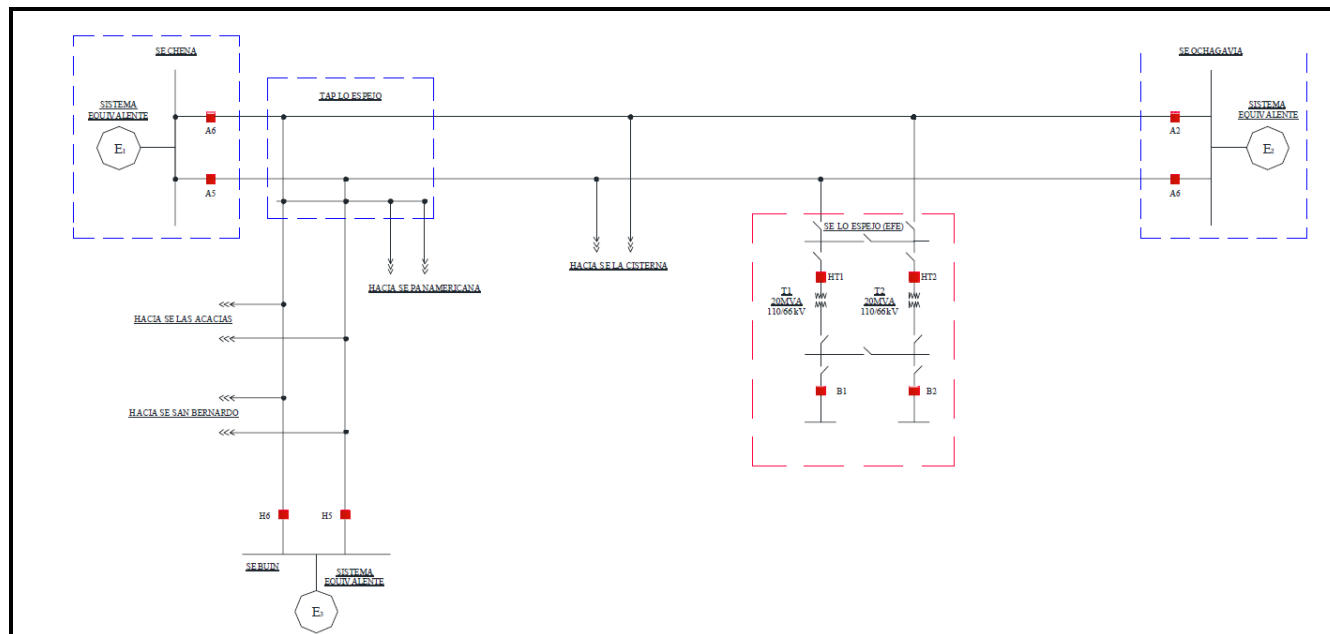 SE CHENA
SISTEMA
EQUIVALENTE
E1
A6
A5
TAP LO ESPEJO
SE OCHAGAVIA
SISTEMA
EQUIVALENTE
E2
A2
A6
HACIA SE PANAMERICANA
HACIA SE LA CISTERNA
SE LO ESPEJO (EFE)
HT1
HT2
T1
20MVA
110/66kV
T2
20MVA
110/66kV
B1
B2
HACIA SE LAS ACACIAS
HACIA SE SAN BERNARDO
H6
H5
SE BUIN
SISTEMA
EQUIVALENTE
E3